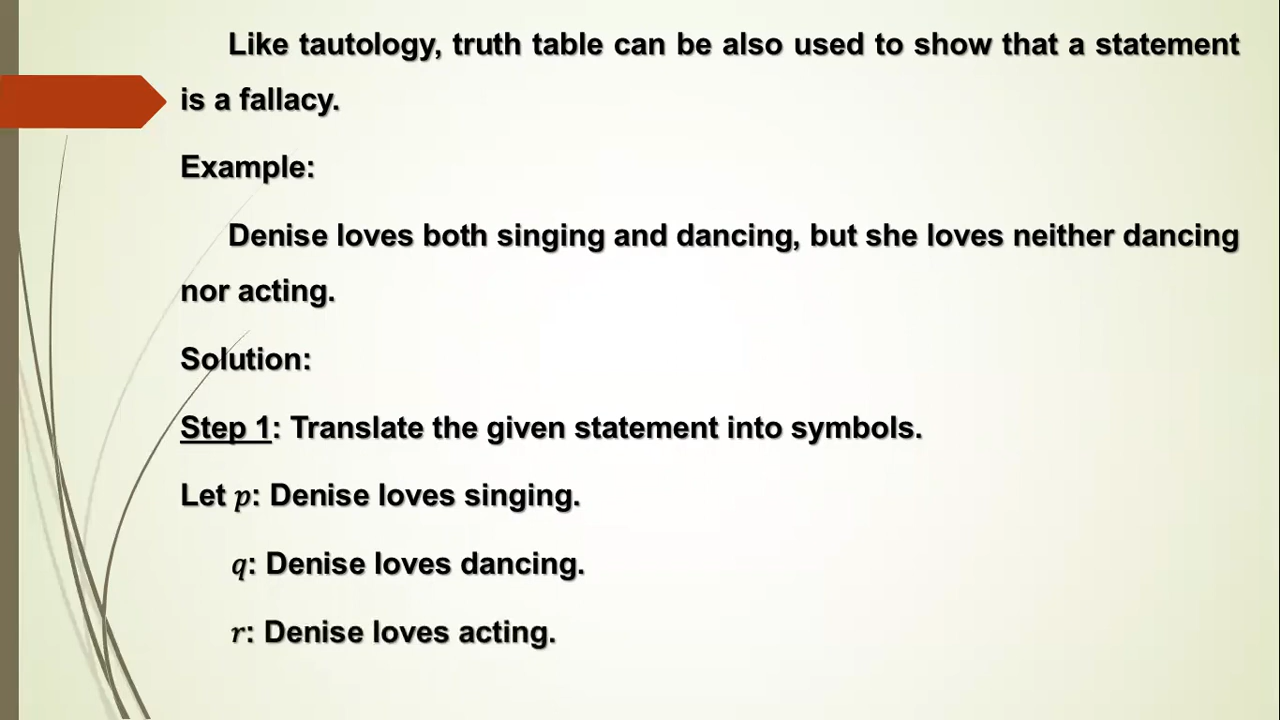 Like tautology, truth table can be also used to show that a statement
is a fallacy.
Example:
Denise loves both singing and dancing, but she loves neither dancing
nor acting.
Solution:
Step 1: Translate the given statement into symbols.
Let 𝑝: Denise loves singing.
𝑞: Denise loves dancing.
𝑟: Denise loves acting.